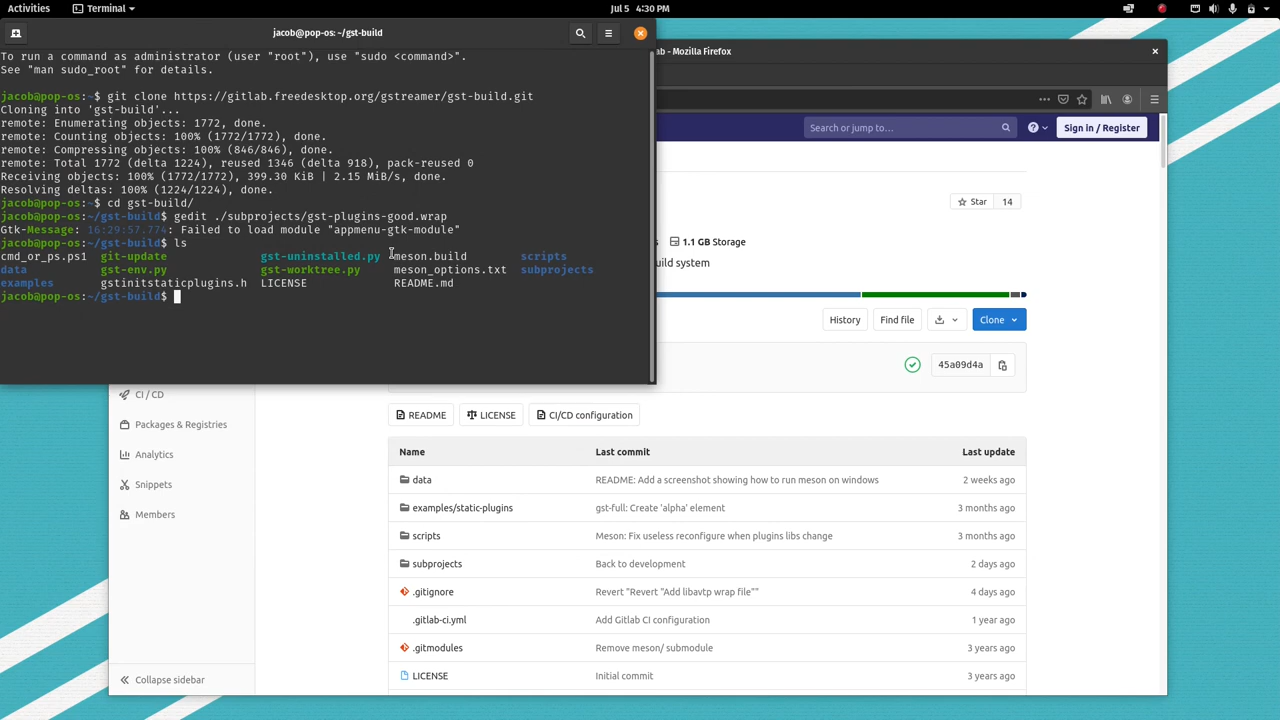 Activities
Terminal
Jul 5 4:30 PM
jacob@pop-os: ~/gst-build
To run a command as administrator (user "root"), use "sudo <command>".
See "man sudo_root" for details.
jacob@pop-os:~$ git clone https://gitlab.freedesktop.org/gstreamer/gst-build.git
Cloning into 'gst-build'...
remote: Enumerating objects: 1772, done.
remote: Counting objects: 100% (1772/1772), done.
remote: Compressing objects: 100% (846/846), done.
remote: Total 1772 (delta 1224), reused 1346 (delta 918), pack-reused 0
Receiving objects: 100% (1772/1772), 399.30 KiB | 2.15 MiB/s, done.
Resolving deltas: 100% (1224/1224), done.
jacob@pop-os:~$ cd gst-build/
jacob@pop-os:~/gst-build$ gedit ./subprojects/gst-plugins-good.wrap
Gtk-Message: 16:29:57.774: Failed to load module "appmenu-gtk-module"
jacob@pop-os:~/gst-build$ ls
cmd_or_ps.ps1 git-update gst-uninstalled.py meson.build scripts
data gst-env.py gst-worktree.py meson_options.txt subprojects
examples gstinitstaticplugins.h LICENSE README.md
jacob@pop-os:~/gst-build$
- Mozilla Firefox
Search or jump to...
Sign in / Register
Star 14
1.1 GB Storage
History
Find file
Clone
45a09d4a
README
LICENSE
CI/CD configuration
Name Last commit Last update
data README: Add a screenshot showing how to run meson on windows 2 weeks ago
examples/static-plugins gst-full: Create 'alpha' element 3 months ago
scripts Meson: Fix useless reconfigure when plugins libs change 3 months ago
subprojects Back to development 2 days ago
.gitignore Revert "Revert "Add libavtp wrap file"" 4 days ago
.gitlab-ci.yml Add Gitlab CI configuration 1 year ago
.gitmodules Remove meson/ submodule 3 years ago
LICENSE Initial commit 3 years ago
CI / CD
Packages & Registries
Analytics
Snippets
Members
Collapse sidebar